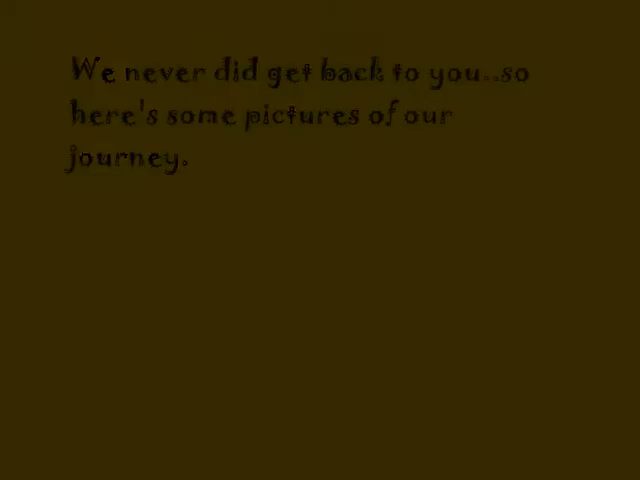 We never did get back to you..so
here's some pictures of our
journey.